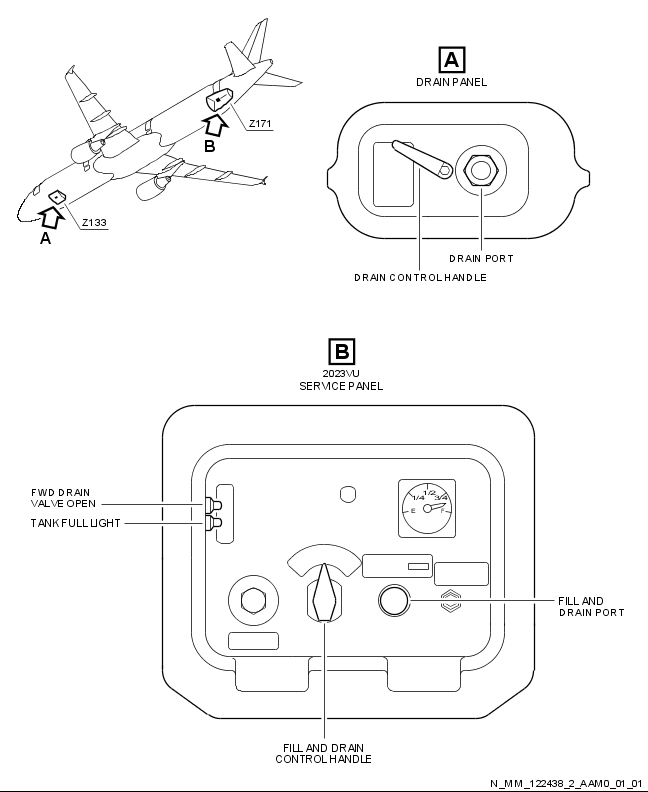 A
DRAIN PANEL
Z171
B
Z133
A
DRAIN PORT
DRAIN CONTROL HANDLE
B
2023VU
SERVICE PANEL
FWD DRAIN
VALVE OPEN
TANK FULL LIGHT
1/4 1/2 3/4
E F
FILL AND
DRAIN PORT
FILL AND DRAIN
CONTROL HANDLE
N_MM_122438_2_AAM0_01_01